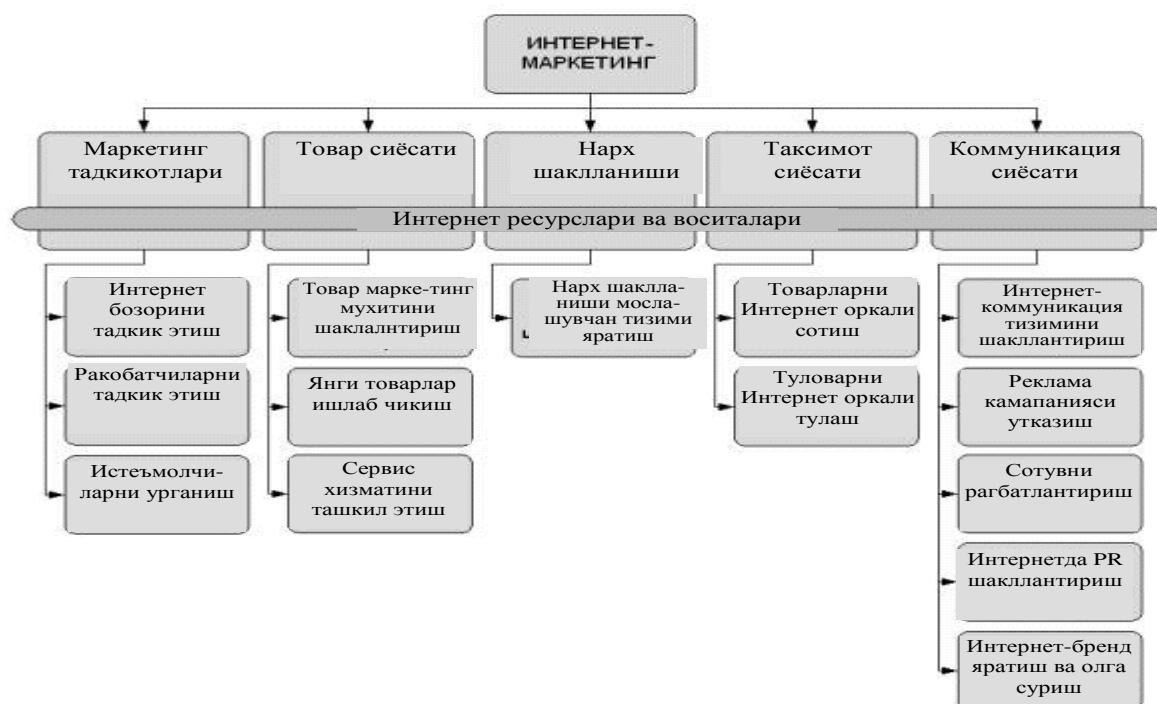 ИНТЕРНЕТ-
МАРКЕТИНГ
Маркетинг
тадкикотлари
Товар сиёсати
Нарх
шаклланиши
Таксимот
сиёсати
Коммуникация
сиёсати
Интернет ресурслари ва воситалари
Интернет
бозорини
тадкик этиш
Ракобатчиларни
тадкик этиш
Истеъмолчи-
ларни урганиш
Товар марке-тинг
мухитини
шаклалнтириш
Янги товарлар
ишлаб чикиш
Сервис
хизматини
ташкил этиш
Нарх шаклла-
ниши мосла-
шувчан тизими
яратиш
Товарларни
Интернет оркали
сотиш
Туловарни
Интернет оркали
тулаш
Интернет-
коммуникация
тизимини
шакллантириш
Реклама
камапанияси
утказиш
Сотувни
рагбатлантириш
Интернетда PR
шакллантириш
Интернет-бренд
яратиш ва олга
суриш